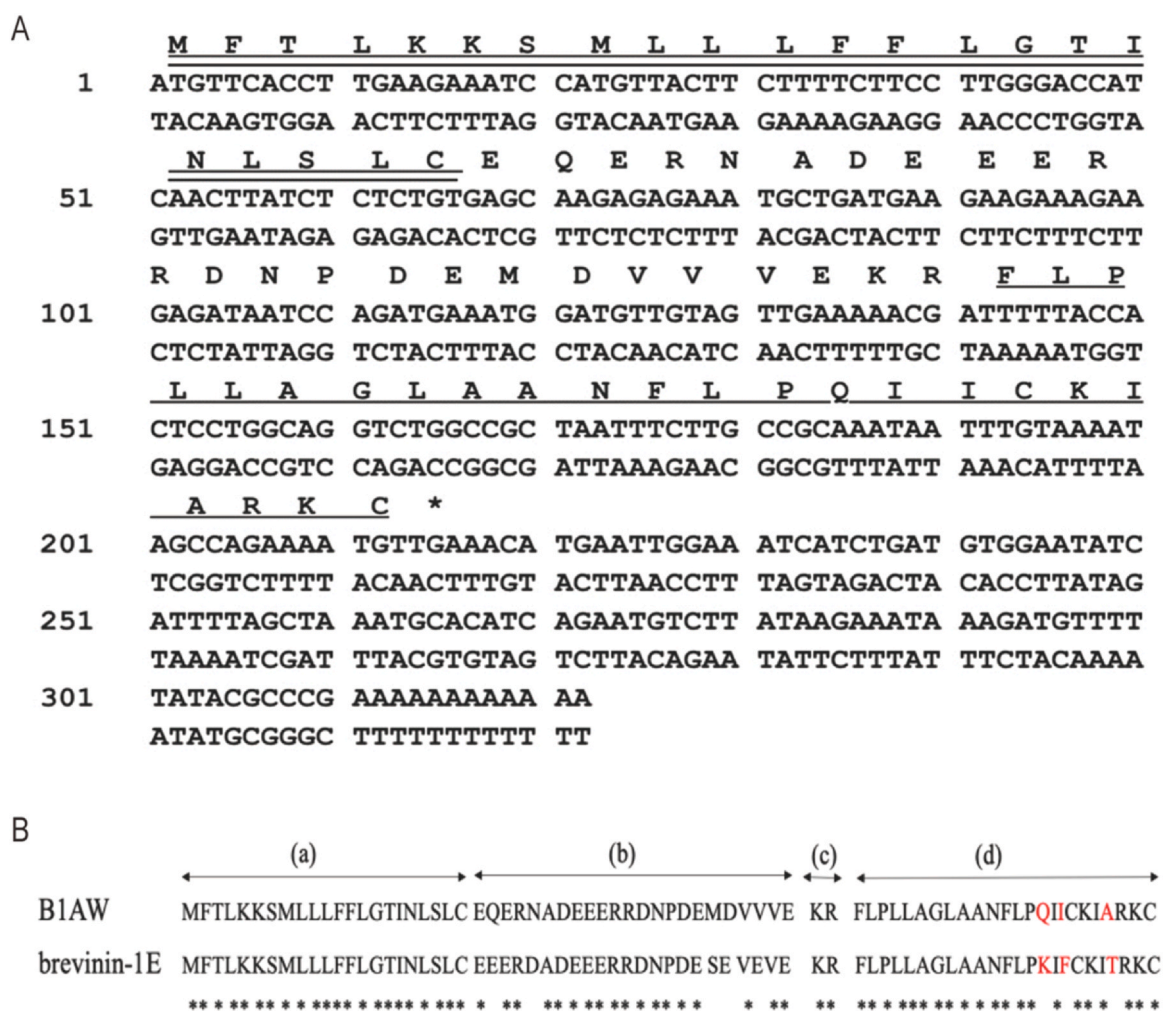 A
M F T L K K S M L L L F F L G T I
1 ATGTTCACCT TGAAGAAATC CATGTTACTT CTTTTCTTCC TTGGGACCAT
TACAAGTGGA ACTTCTTTAG GTACAATGAA GAAAAGAAGG AACCCTGGTA
N L S L C E Q E R N A D E E E R
51 CAACTTATCT CTCTGTGAGC AAGAGAGAAA TGCTGATGAA GAAGAAAGAA
GTTGAATAGA GAGACACTCG TTCTCTCTTT ACGACTACTT CTTCTTTCTT
R D N P D E M D V V V E K R F L P
101 GAGATAATCC AGATGAAATG GATGTTGTAG TTGAAAAACG ATTTTTACCA
CTCTATTAGG TCTACTTTAC CTACAACATC AACTTTTTGC TAAAAATGGT
L L A G L A A N F L P Q I I C K I
151 CTCCTGGCAG GTCTGGCCGC TAATTTCTTG CCGCAAATAA TTTGTAAAAT
GAGGACCGTC CAGACCGGCG ATTAAAGAAC GGCGTTTATT AAACATTTTA
A R K C *
201 AGCCAGAAAA TGTTGAAACA TGAATTGGAA ATCATCTGAT GTGGAATATC
TCGGTCTTTT ACAACTTTGT ACTTAACCTT TAGTAGACTA CACCTTATAG
251 ATTTTAGCTA AATGCACATC AGAATGTCTT ATAAGAAATA AAGATGTTTT
TAAAATCGAT TTACGTGTAG TCTTACAGAA TATTCTTTAT TTCTACAAAA
301 TATACGCCCG AAAAAAAAAA AA
ATATGCGGGC TTTTTTTTTT TT
B
(a) (b) (c) (d)
B1AW MFTLKKSMLLLFFLGTINLSLC EQERNADEEERRDNPDEMDVVVE KR FLPLLAGLAANFLPQIICKIARKC
brevinin-1E MFTLKKSMLLLFFLGTINLSLC EEERDADEEERRDNPDE SE VEVE KR FLPLLAGLAANFLPKIFCKITRKC
** ** ** ** * ** *** ** *** * ** ** *** ** ** ** * ** ** ** *** ** ** ** * ** ** ***